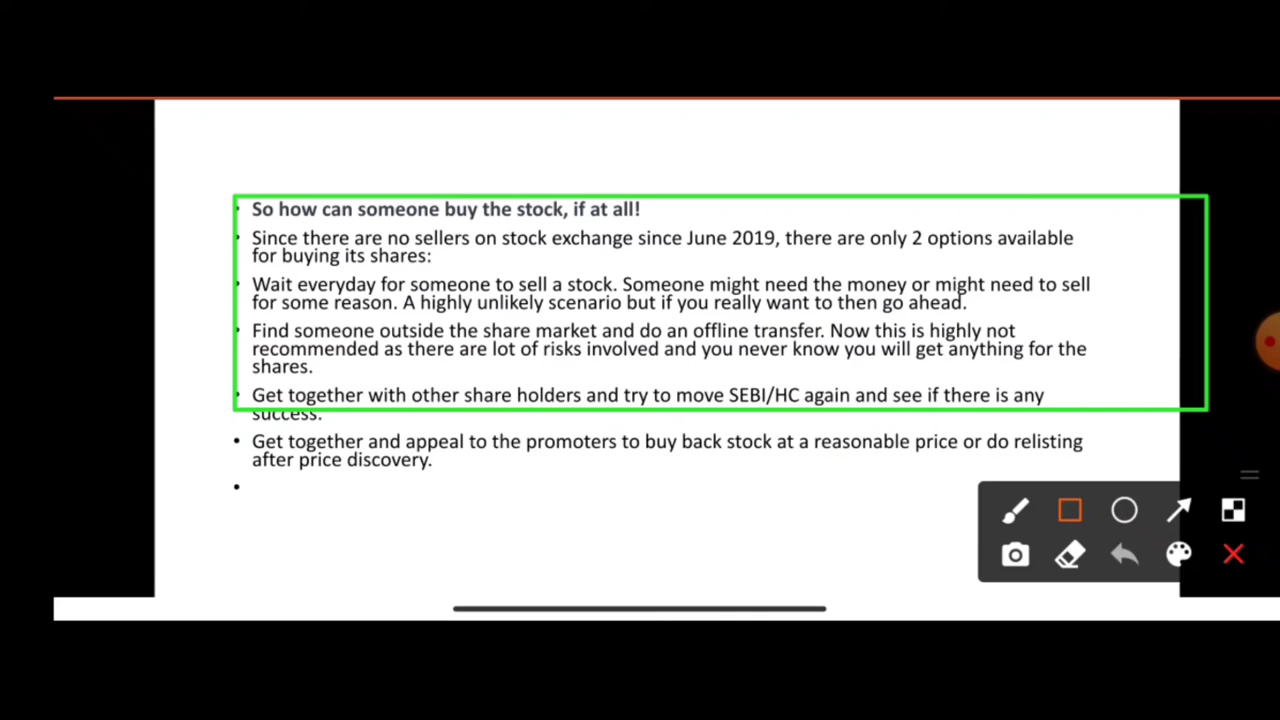 • So how can someone buy the stock, if at all!
• Since there are no sellers on stock exchange since June 2019, there are only 2 options available
for buying its shares:
• Wait everyday for someone to sell a stock. Someone might need the money or might need to sell
for some reason. A highly unlikely scenario but if you really want to then go ahead.
• Find someone outside the share market and do an offline transfer. Now this is highly not
recommended as there are lot of risks involved and you never know you will get anything for the
shares.
• Get together with other share holders and try to move SEBI/HC again and see if there is any
success.
• Get together and appeal to the promoters to buy back stock at a reasonable price or do relisting
after price discovery.
•